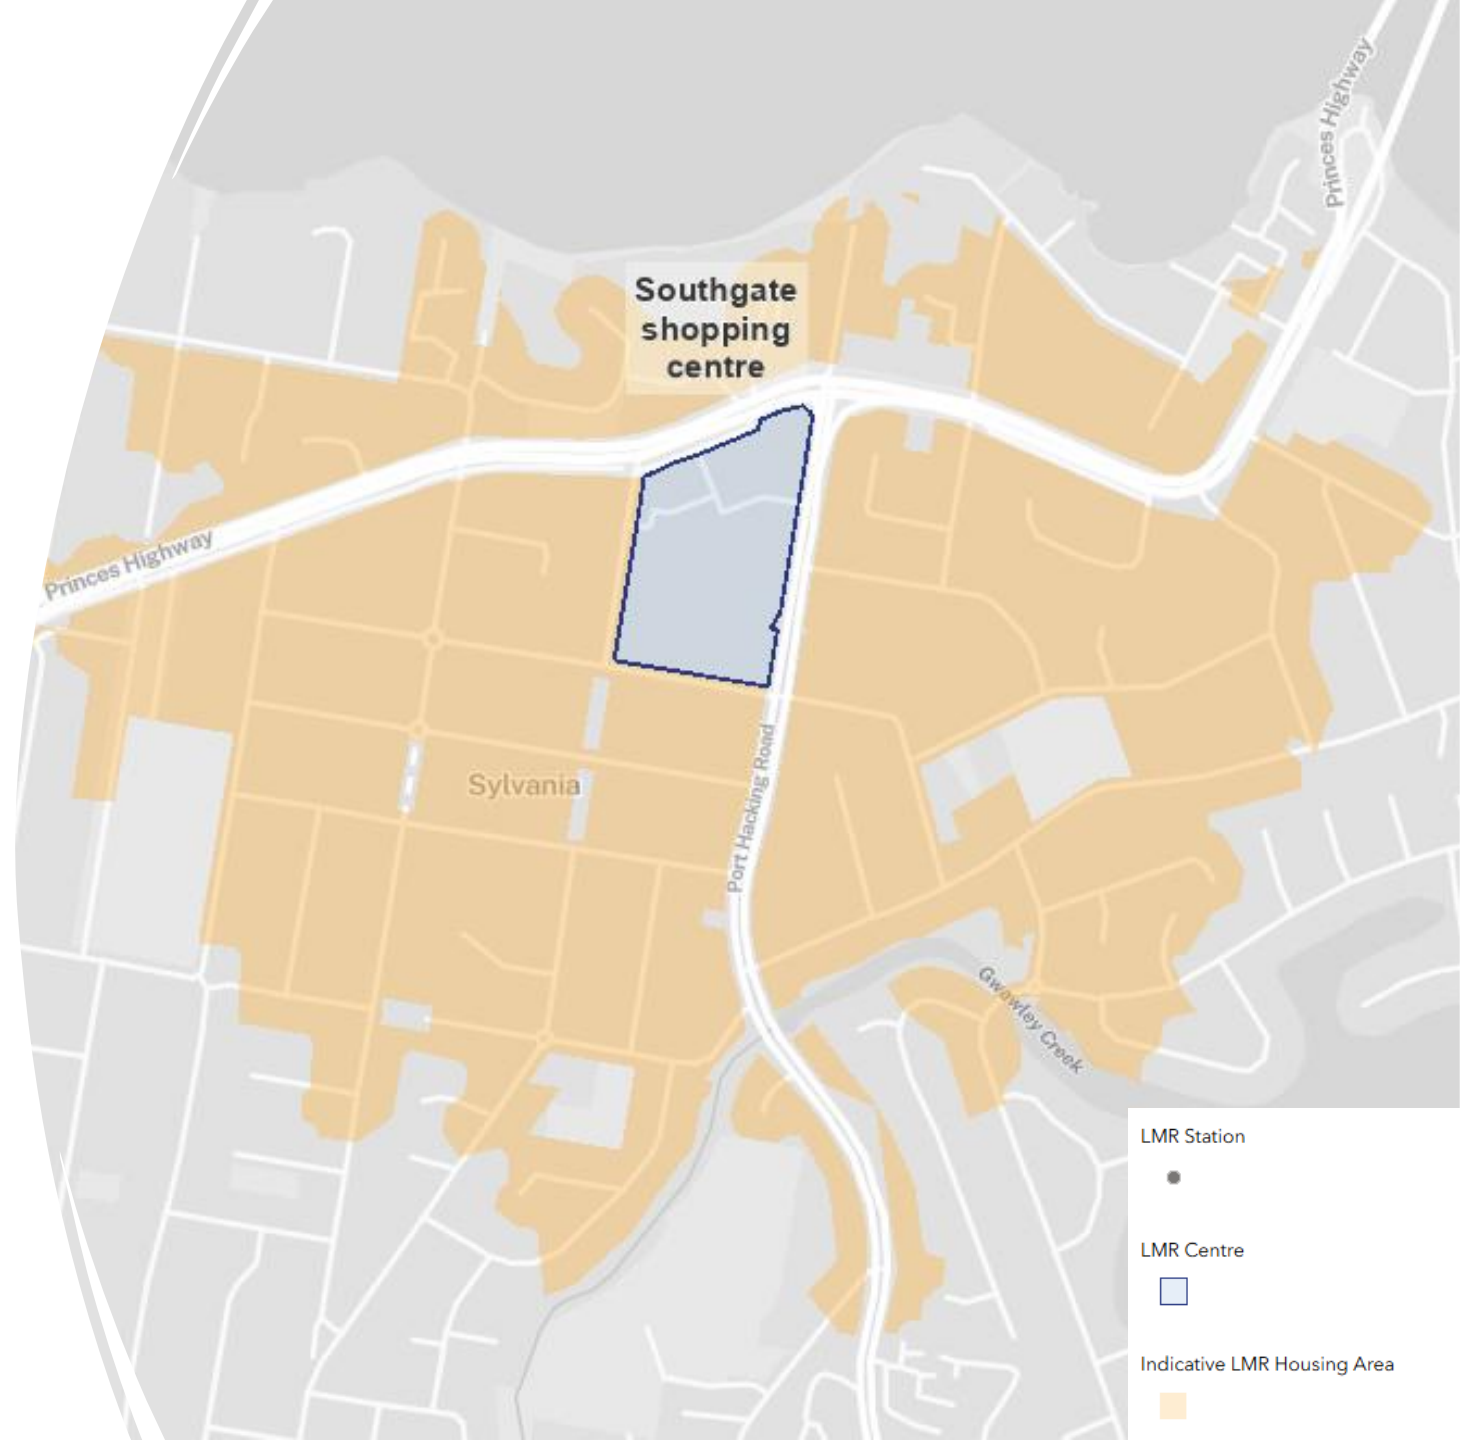 Princes Highway
Southgate
shopping
centre
Princes Highway
Sylvania
Port Hacking Road
Gwawley Creek
LMR Station
LMR Centre
Indicative LMR Housing Area